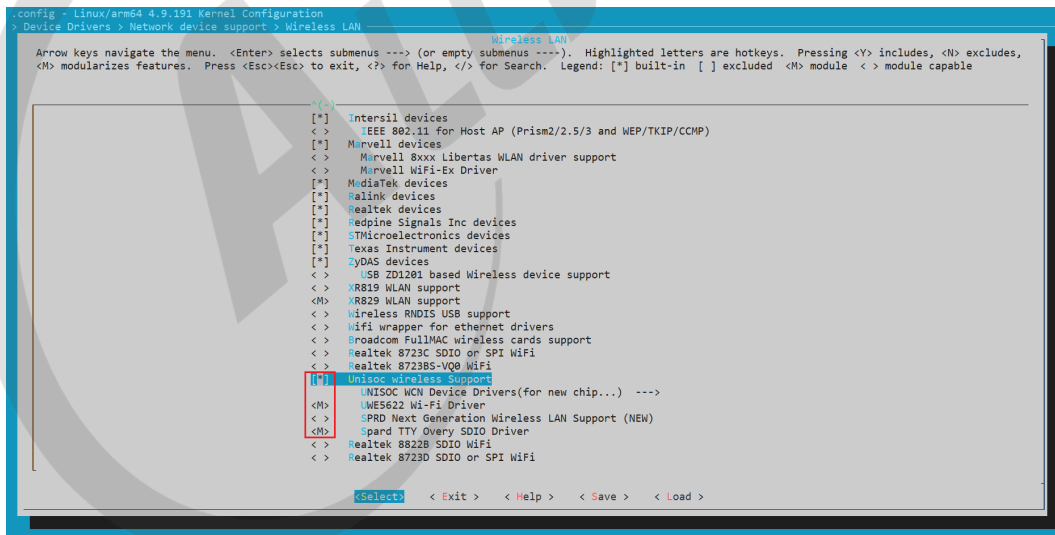 .config - Linux/arm64 4.9.191 Kernel Configuration
> Device Drivers > Network device support > Wireless LAN
Wireless LAN
Arrow keys navigate the menu.  <Enter> selects submenus ---> (or empty submenus ----).  Highlighted letters are hotkeys.  Pressing <Y> includes, <N> excludes,
<M> modularizes features.  Press <Esc><Esc> to exit, <?> for Help, </> for Search.  Legend: [*] built-in  [ ] excluded  <M> module  < > module capable
^(-)
[*]   Intersil devices
< >     IEEE 802.11 for Host AP (Prism2/2.5/3 and WEP/TKIP/CCMP)
[*]   Marvell devices
< >     Marvell 8xxx Libertas WLAN driver support
< >     Marvell WiFi-Ex Driver
[*]   MediaTek devices
[*]   Ralink devices
[*]   Realtek devices
[*]   Redpine Signals Inc devices
[*]   STMicroelectronics devices
[*]   Texas Instrument devices
[*]   ZyDAS devices
< >     USB ZD1201 based Wireless device support
< >   XR819 WLAN support
<M>   XR829 WLAN support
< >   Wireless RNDIS USB support
< >   Wifi wrapper for ethernet drivers
< >   Broadcom FullMAC wireless cards support
< >   Realtek 8723C SDIO or SPI WiFi
< >   Realtek 8723BS-VQ0 WiFi
[*]   Unisoc wireless Support
UNISOC WCN Device Drivers(for new chip...)  --->
<M>     UWE5622 Wi-Fi Driver
< >     SPRD Next Generation Wireless LAN Support (NEW)
<M>     Spard TTY Overy SDIO Driver
< >   Realtek 8822B SDIO WiFi
< >   Realtek 8723D SDIO or SPI WiFi
<Select>    < Exit >    < Help >    < Save >    < Load >